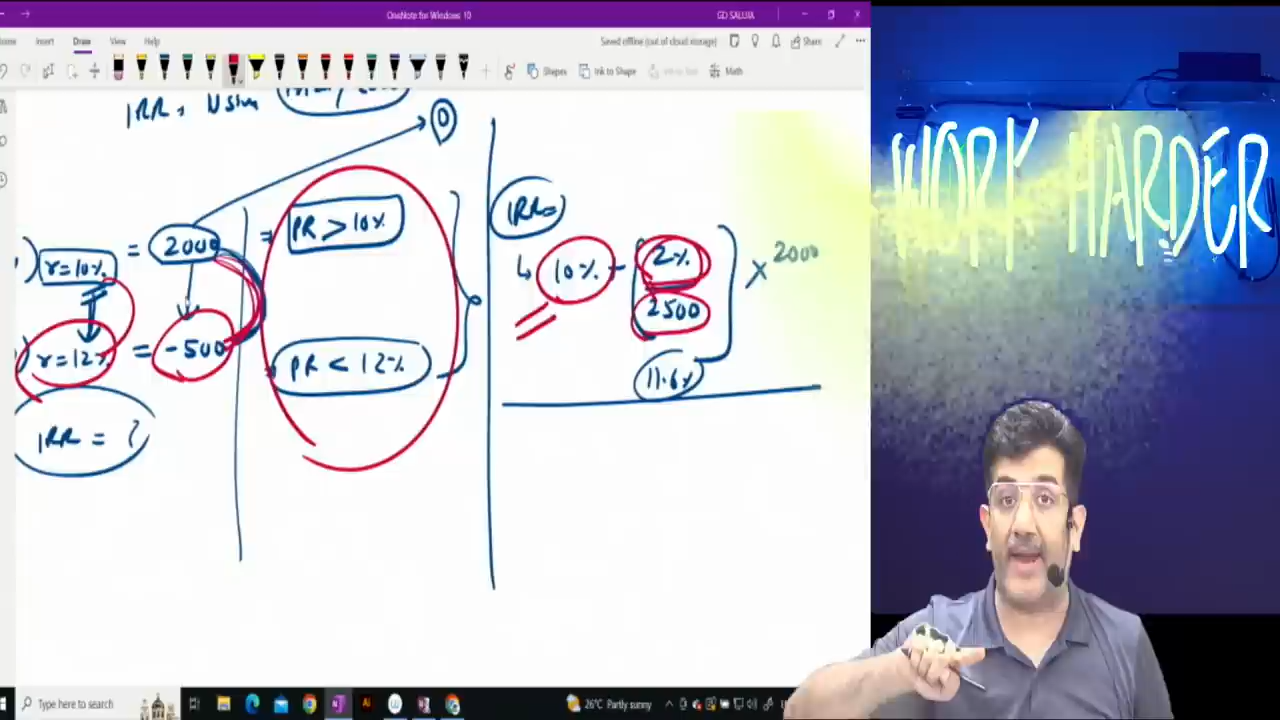 OneNote for Windows 10
GD SALUJA
Insert Draw View Help
Saved offline (out of cloud storage)
Share
Shapes
Ink to Shape
Math
IRR =
0
r=10% = 2000 = PR > 10%
r=12% = -500
PR < 12%
IRR = ?
IRR =
10% - [2%
2500] × 2000
11.6%
WORK HARDER
Type here to search
26°C Partly sunny